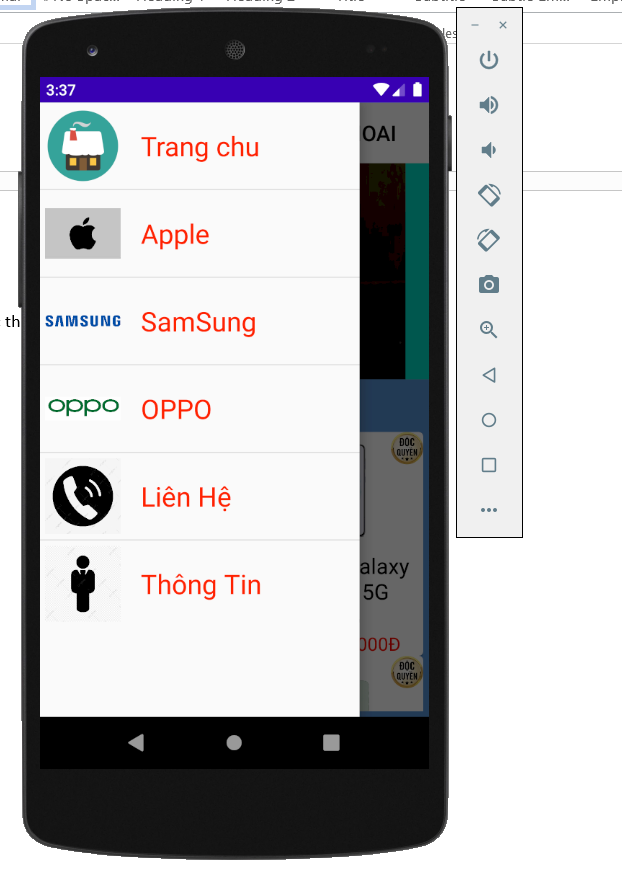 3:37
Trang chu
OAI
Apple
SAMSUNG
SamSung
th
oppo
OPPO
ĐỘC
QUYỀN
Liên Hệ
alaxy
5G
Thông Tin
000Đ
ĐỘC
QUYỀN